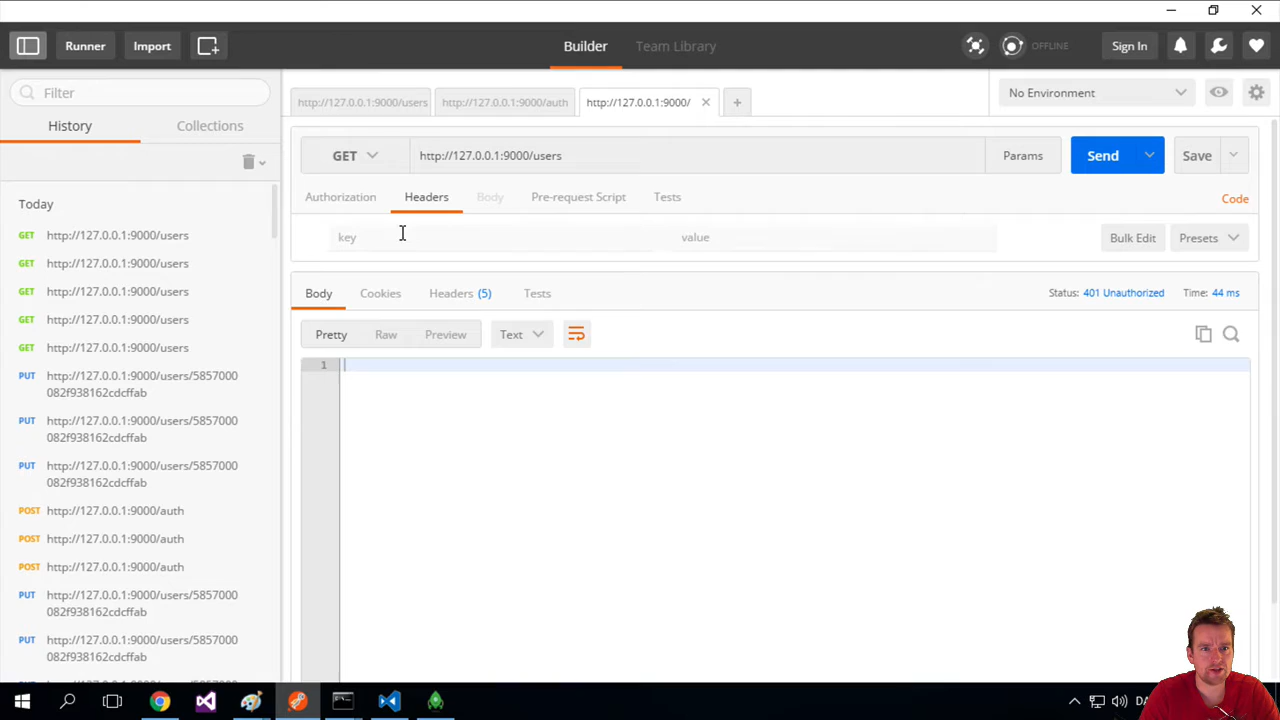 Runner
Import
Builder
Team Library
OFFLINE
Sign In
Filter
History
Collections
Today
GET http://127.0.0.1:9000/users
GET http://127.0.0.1:9000/users
GET http://127.0.0.1:9000/users
GET http://127.0.0.1:9000/users
GET http://127.0.0.1:9000/users
PUT http://127.0.0.1:9000/users/5857000
082f938162cdcffab
PUT http://127.0.0.1:9000/users/5857000
082f938162cdcffab
PUT http://127.0.0.1:9000/users/5857000
082f938162cdcffab
POST http://127.0.0.1:9000/auth
POST http://127.0.0.1:9000/auth
POST http://127.0.0.1:9000/auth
PUT http://127.0.0.1:9000/users/5857000
082f938162cdcffab
PUT http://127.0.0.1:9000/users/5857000
082f938162cdcffab
http://127.0.0.1:9000/users
http://127.0.0.1:9000/auth
http://127.0.0.1:9000/
No Environment
GET
http://127.0.0.1:9000/users
Params
Send
Save
Authorization
Headers
Body
Pre-request Script
Tests
Code
key
value
Bulk Edit
Presets
Body
Cookies
Headers (5)
Tests
Status: 401 Unauthorized
Time: 44 ms
Pretty
Raw
Preview
Text
1